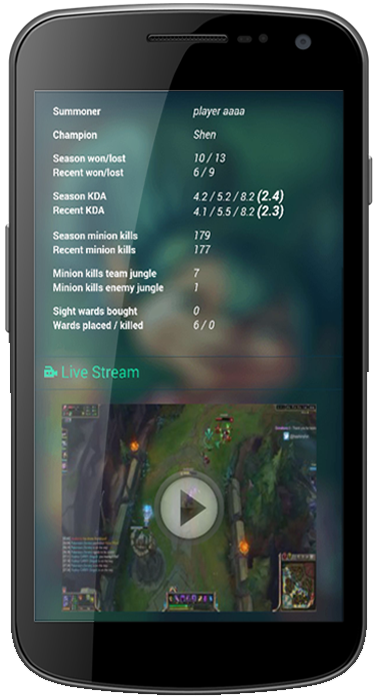 Summoner player aaaa
Champion Shen
Season won/lost 10 / 13
Recent won/lost 6 / 9
Season KDA 4.2 / 5.2 / 8.2 (2.4)
Recent KDA 4.1 / 5.5 / 8.2 (2.3)
Season minion kills 179
Recent minion kills 177
Minion kills team jungle 7
Minion kills enemy jungle 1
Sight wards bought 0
Wards placed / killed 6 / 0
Live Stream